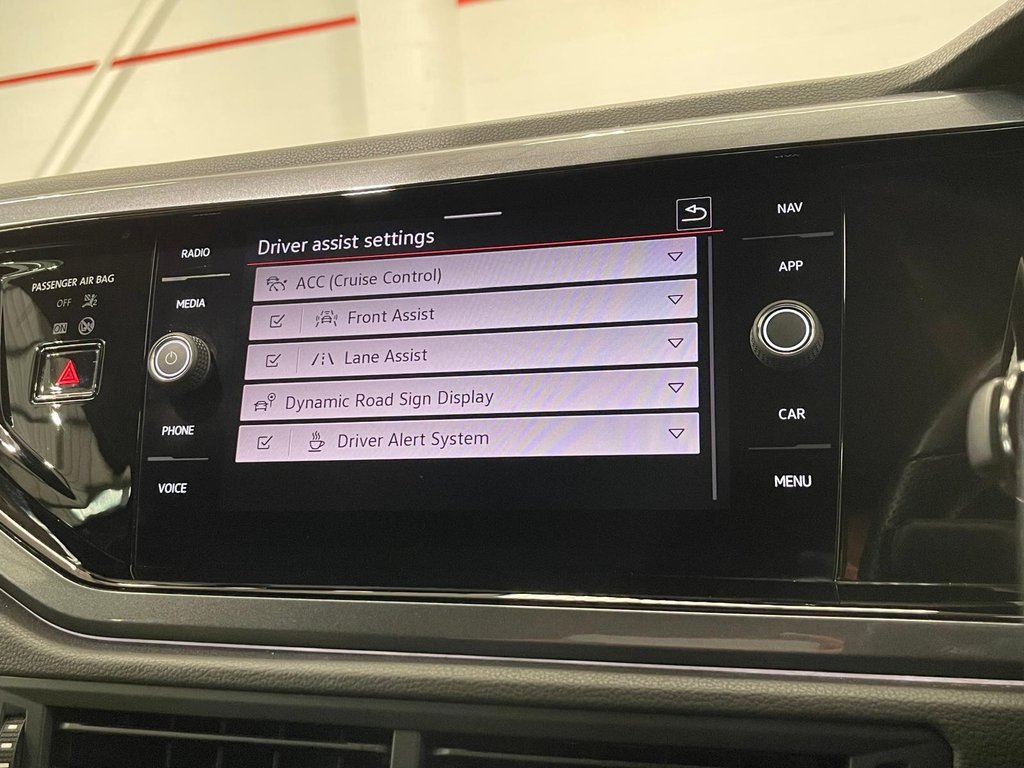 PASSENGER AIR BAG
OFF
ON
RADIO
MEDIA
PHONE
VOICE
Driver assist settings
ACC (Cruise Control)
Front Assist
Lane Assist
Dynamic Road Sign Display
Driver Alert System
NAV
APP
CAR
MENU